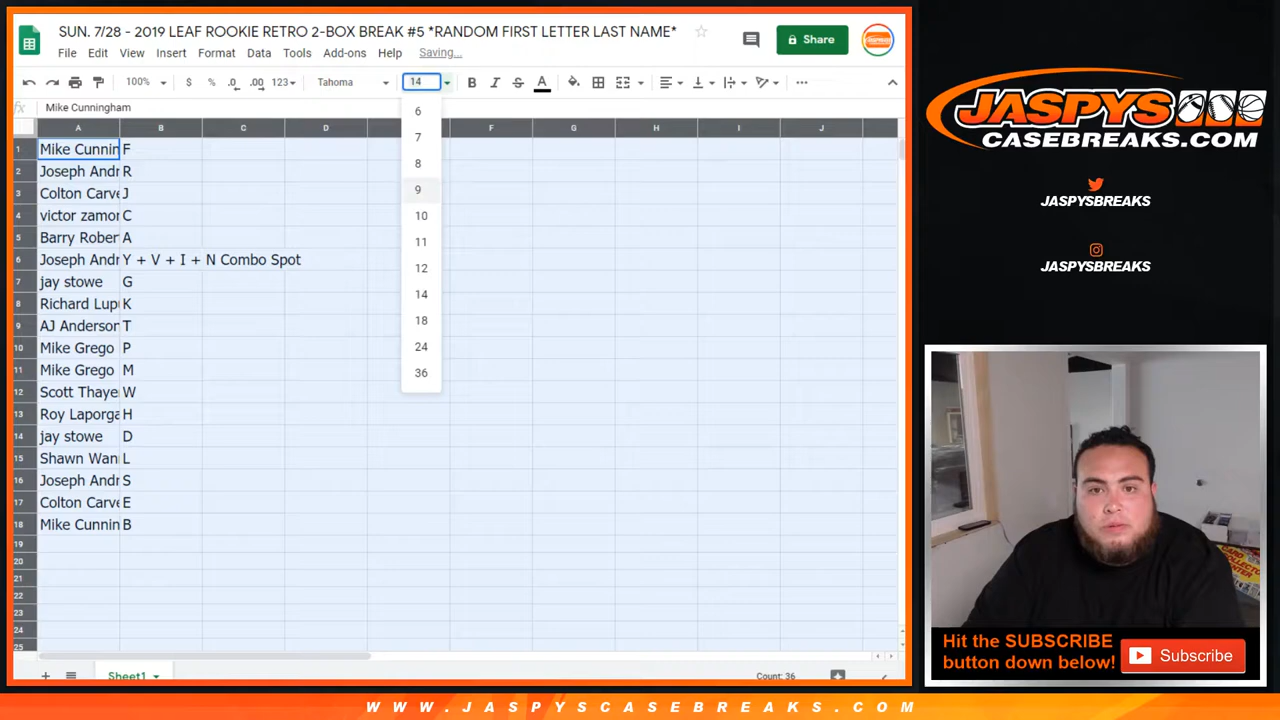 SUN. 7/28 - 2019 LEAF ROOKIE RETRO 2-BOX BREAK #5 *RANDOM FIRST LETTER LAST NAME*
File Edit View Insert Format Data Tools Add-ons Help Saving...
Share
100% $ % .0 .00 123 Tahoma 14 B I S A
fx Mike Cunningham
A B C D F G H I J
1 Mike Cunnin F
2 Joseph Andr R
3 Colton Carve J
4 victor zamor C
5 Barry Rober A
6 Joseph Andr Y + V + I + N Combo Spot
7 jay stowe G
8 Richard Lup K
9 AJ Anderson T
10 Mike Grego P
11 Mike Grego M
12 Scott Thaye W
13 Roy Laporga H
14 jay stowe D
15 Shawn Wan L
16 Joseph Andr S
17 Colton Carve E
18 Mike Cunnin B
19
20
21
22
23
24
25
6
7
8
9
10
11
12
14
18
24
36
Sheet1
Count: 36
JASPYS
CASEBREAKS.COM
JASPYSBREAKS
JASPYSBREAKS
CARD
COLLECTOR
CENTER
Hit the SUBSCRIBE
button down below!
Subscribe
WWW.JASPYSCASEBREAKS.COM